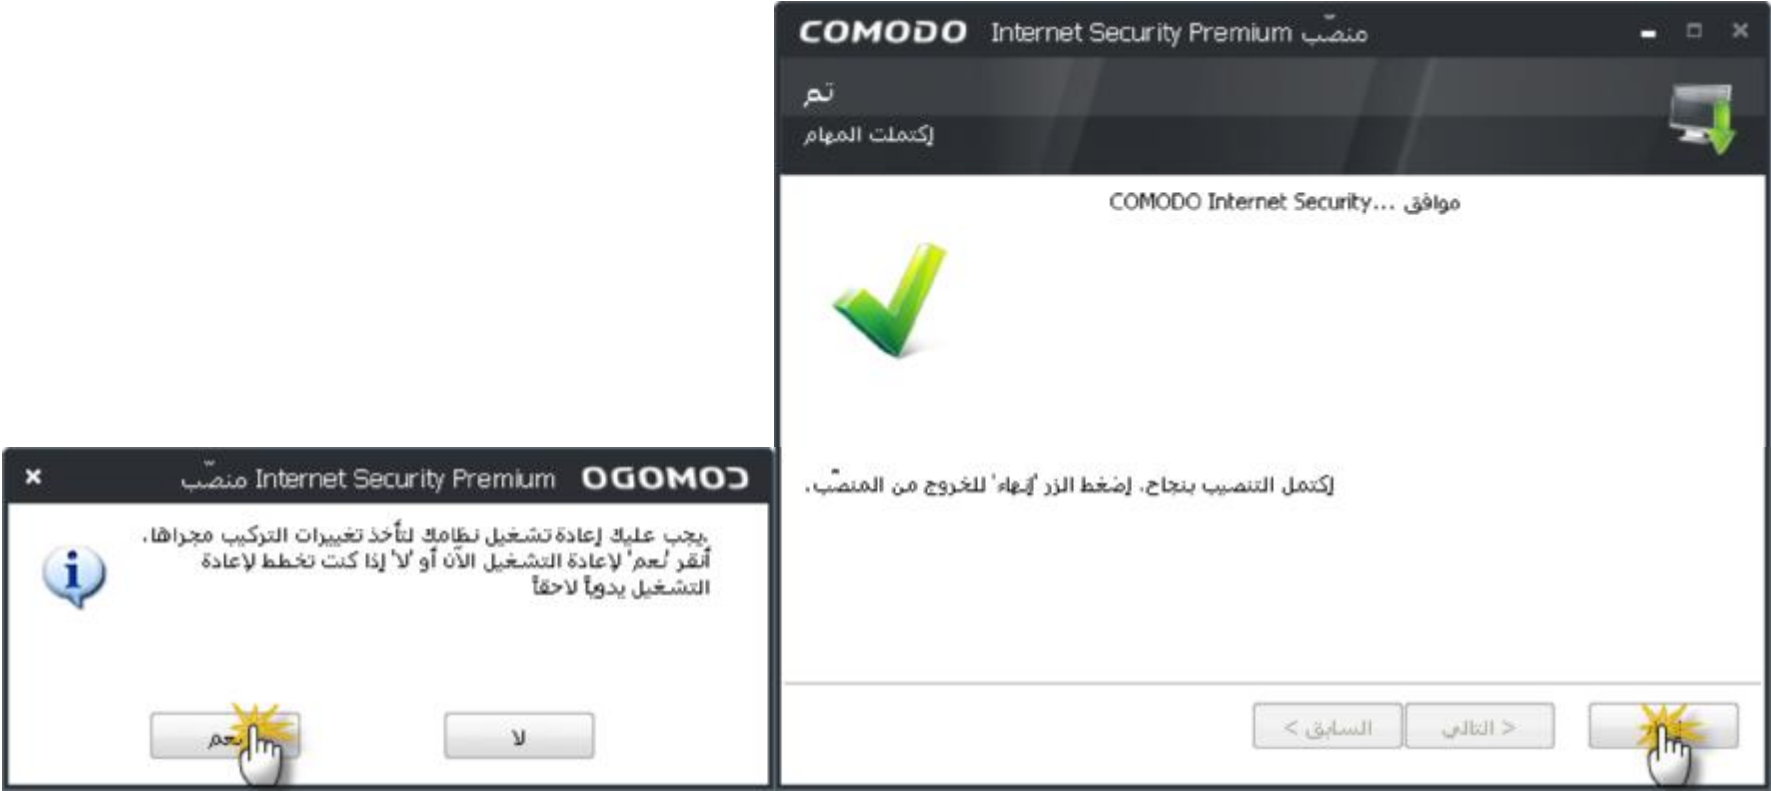 COMODO Internet Security Premium منصّب
تم
إكتملت المهام
موافق ...COMODO Internet Security
إكتمل التنصيب بنجاح. إضغط الزر 'إنهاء' للخروج من المنصّب.
السابق >
< التالي
COMODO Internet Security Premium منصّب
يجب عليك إعادة تشغيل نظامك لتأخذ تغييرات التركيب مجراها.
أنقر 'نعم' لإعادة التشغيل الآن أو 'لا' إذا كنت تخطط لإعادة
التشغيل يدوياً لاحقاً
نعم
لا